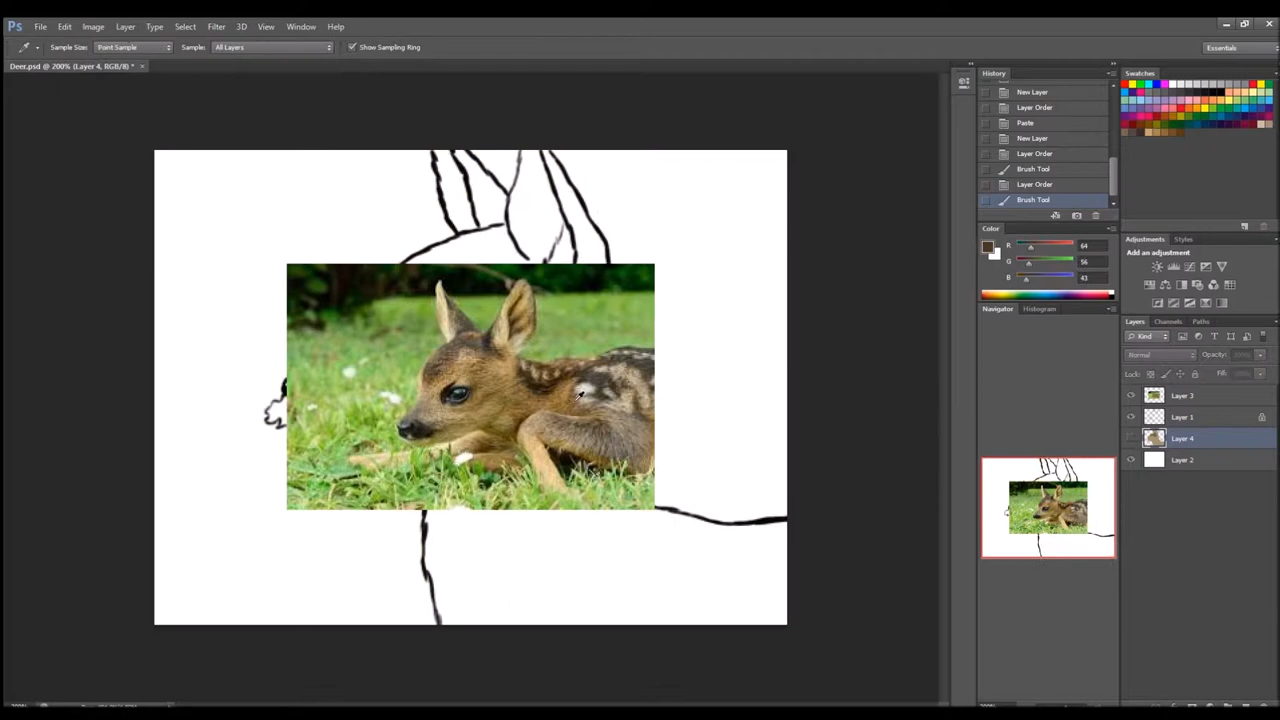 Ps File Edit Image Layer Type Select Filter 3D View Window Help
Sample Size: Point Sample Sample: All Layers Show Sampling Ring Essentials
Deer.psd @ 200% (Layer 4, RGB/8) * ×
History
New Layer
Layer Order
Paste
New Layer
Layer Order
Brush Tool
Layer Order
Brush Tool
Color
R 64
G 56
B 43
Navigator Histogram
Swatches
Adjustments Styles
Add an adjustment
Layers Channels Paths
Kind
Normal Opacity: 100%
Lock: Fill:
Layer 3
Layer 1
Layer 4
Layer 2